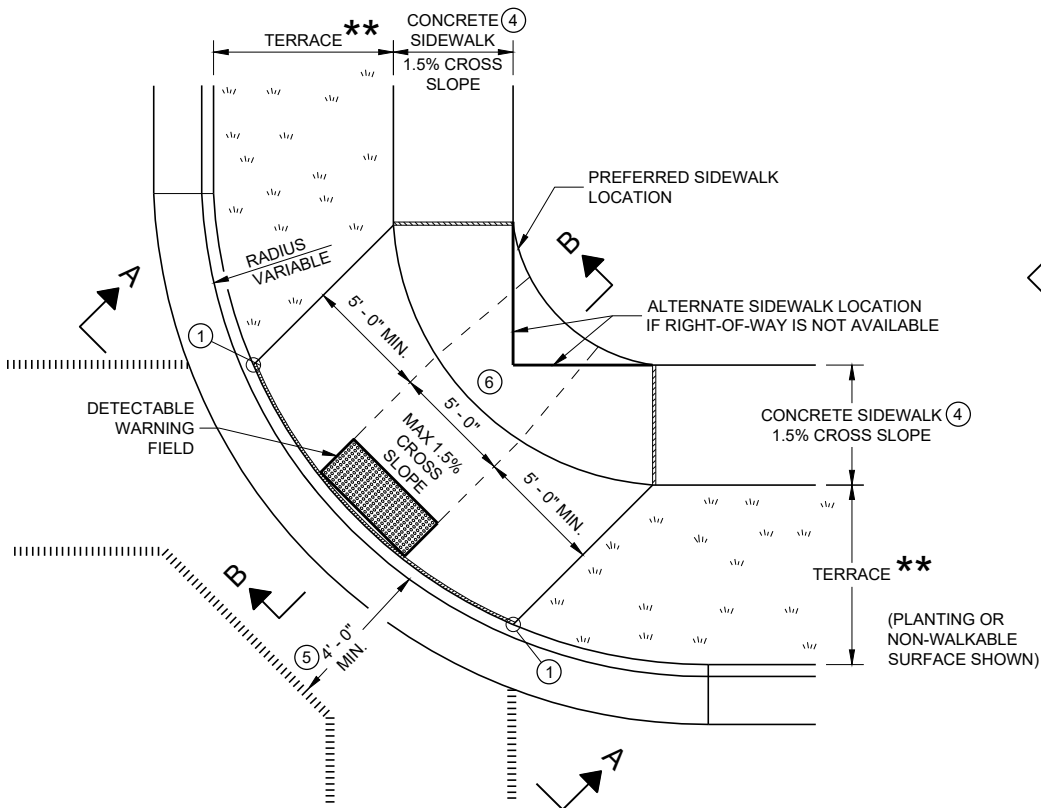 TERRACE **
CONCRETE ④
SIDEWALK
1.5% CROSS
SLOPE
PREFERRED SIDEWALK
LOCATION
B
RADIUS
VARIABLE
A
5' - 0" MIN.
ALTERNATE SIDEWALK LOCATION
IF RIGHT-OF-WAY IS NOT AVAILABLE
①
⑥
DETECTABLE
WARNING
FIELD
5' - 0"
MAX 1.5%
CROSS
SLOPE
CONCRETE SIDEWALK ④
1.5% CROSS SLOPE
5' - 0" MIN.
B
TERRACE **
(PLANTING OR
NON-WALKABLE
SURFACE SHOWN)
⑤ 4' - 0"
MIN.
①
A